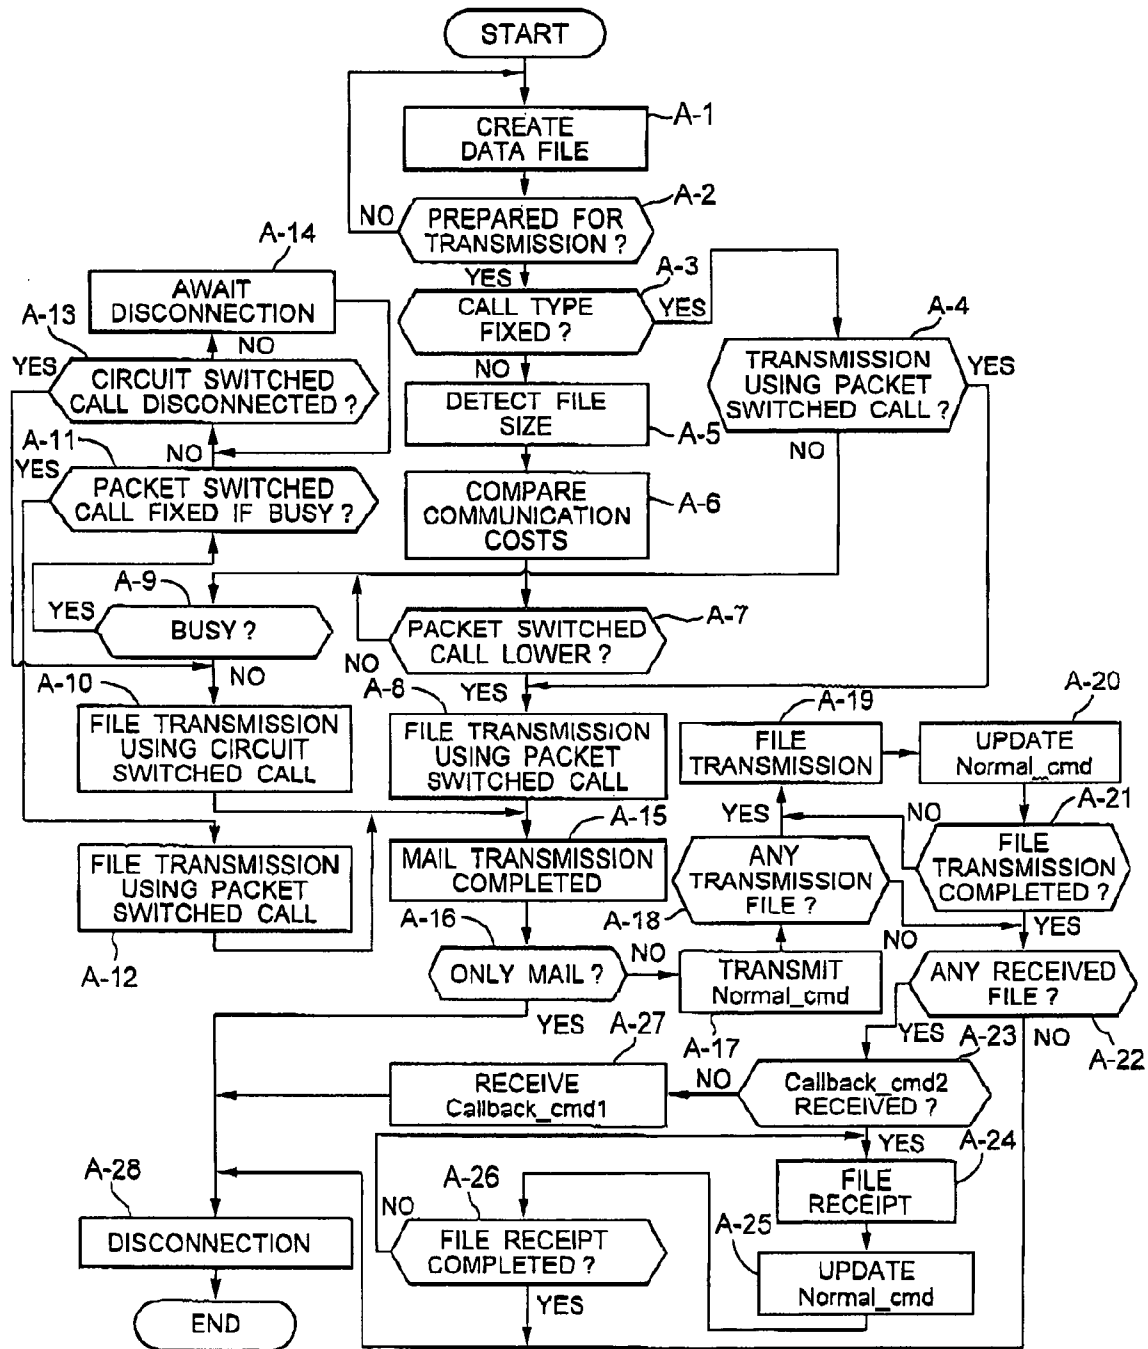 START
A-1
CREATE
DATA FILE
A-2
NO
PREPARED FOR
TRANSMISSION ?
YES
A-3
CALL TYPE
FIXED ?
YES
NO
A-4
TRANSMISSION
USING PACKET
SWITCHED CALL ?
YES
NO
DETECT FILE
SIZE
A-5
COMPARE
COMMUNICATION
COSTS
A-6
A-7
PACKET SWITCHED
CALL LOWER ?
NO
YES
A-14
AWAIT
DISCONNECTION
A-13
YES
NO
CIRCUIT SWITCHED
CALL DISCONNECTED ?
A-11
YES
NO
PACKET SWITCHED
CALL FIXED IF BUSY ?
A-9
YES
BUSY ?
NO
A-10
FILE TRANSMISSION
USING CIRCUIT
SWITCHED CALL
A-8
FILE TRANSMISSION
USING PACKET
SWITCHED CALL
FILE TRANSMISSION
USING PACKET
SWITCHED CALL
A-12
A-15
MAIL TRANSMISSION
COMPLETED
A-16
ONLY MAIL ?
NO
YES
TRANSMIT
Normal_cmd
A-17
A-18
ANY
TRANSMISSION
FILE ?
YES
NO
A-19
FILE
TRANSMISSION
A-20
UPDATE
Normal_cmd
A-21
NO
FILE
TRANSMISSION
COMPLETED ?
YES
ANY RECEIVED
FILE ?
YES
NO
A-22
A-23
Callback_cmd2
RECEIVED ?
NO
YES
A-27
RECEIVE
Callback_cmd1
A-24
FILE
RECEIPT
A-25
UPDATE
Normal_cmd
A-26
NO
FILE RECEIPT
COMPLETED ?
YES
A-28
DISCONNECTION
END